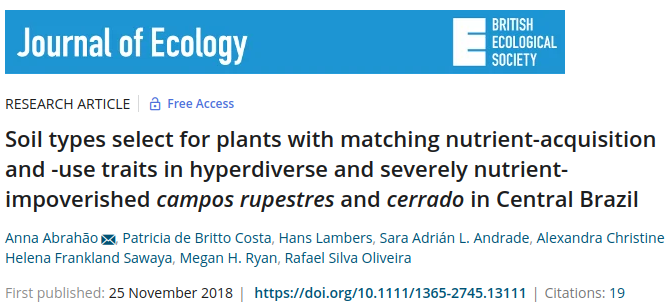 Journal of Ecology
BRITISH
ECOLOGICAL
SOCIETY
RESEARCH ARTICLE Free Access
Soil types select for plants with matching nutrient-acquisition
and -use traits in hyperdiverse and severely nutrient-
impoverished campos rupestres and cerrado in Central Brazil
Anna Abrahão, Patricia de Britto Costa, Hans Lambers, Sara Adrián L. Andrade, Alexandra Christine
Helena Frankland Sawaya, Megan H. Ryan, Rafael Silva Oliveira
First published: 25 November 2018 | https://doi.org/10.1111/1365-2745.13111 | Citations: 19